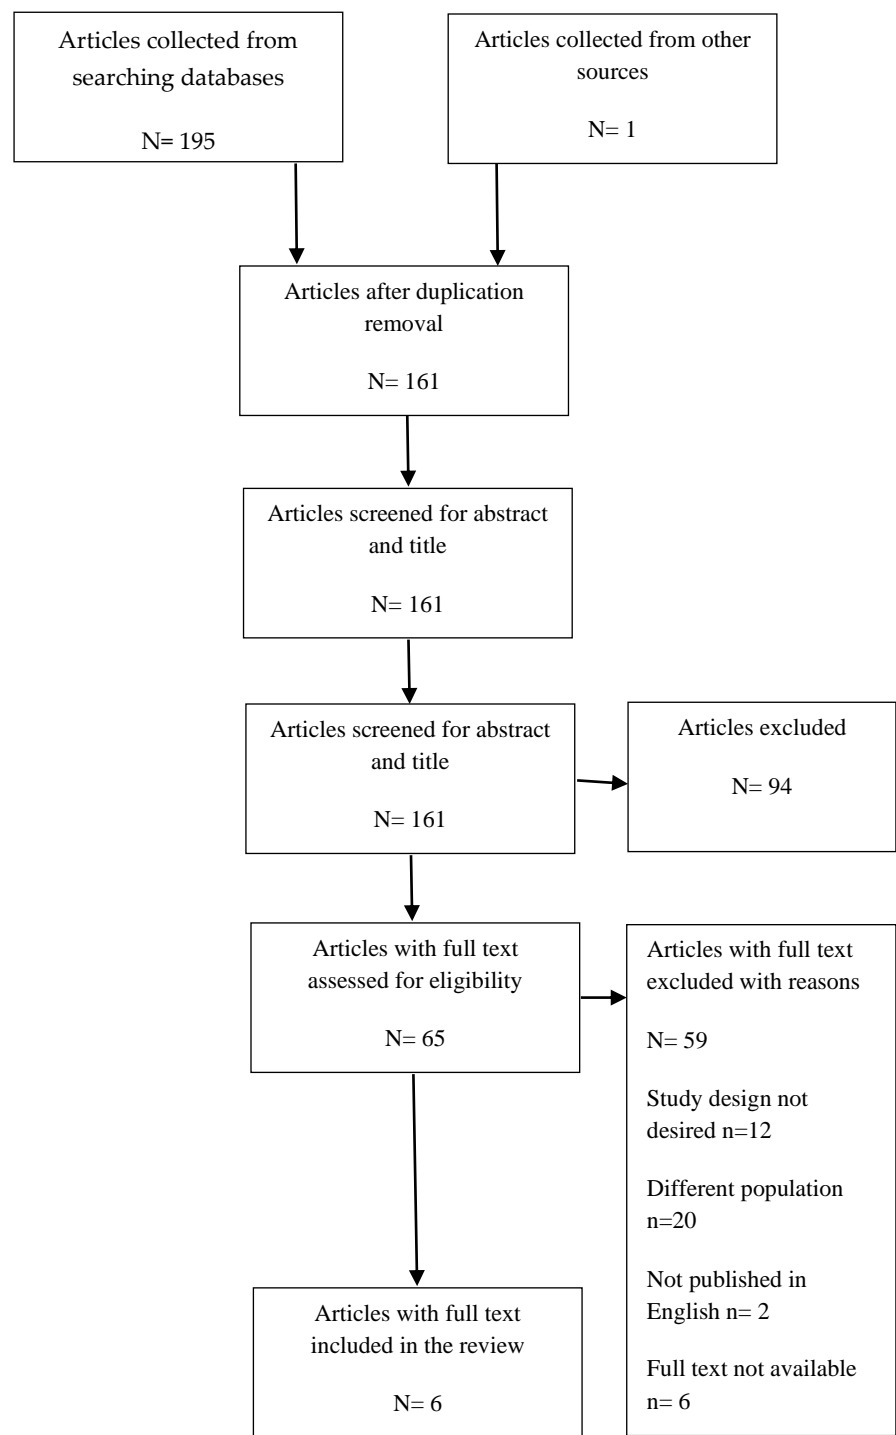 Articles collected from
searching databases
N= 195
Articles collected from other
sources
N= 1
Articles after duplication
removal
N= 161
Articles screened for abstract
and title
N= 161
Articles screened for abstract
and title
N= 161
Articles excluded
N= 94
Articles with full text
assessed for eligibility
N= 65
Articles with full text
excluded with reasons
N= 59
Study design not
desired n=12
Different population
n=20
Not published in
English n= 2
Full text not available
n= 6
Articles with full text
included in the review
N= 6